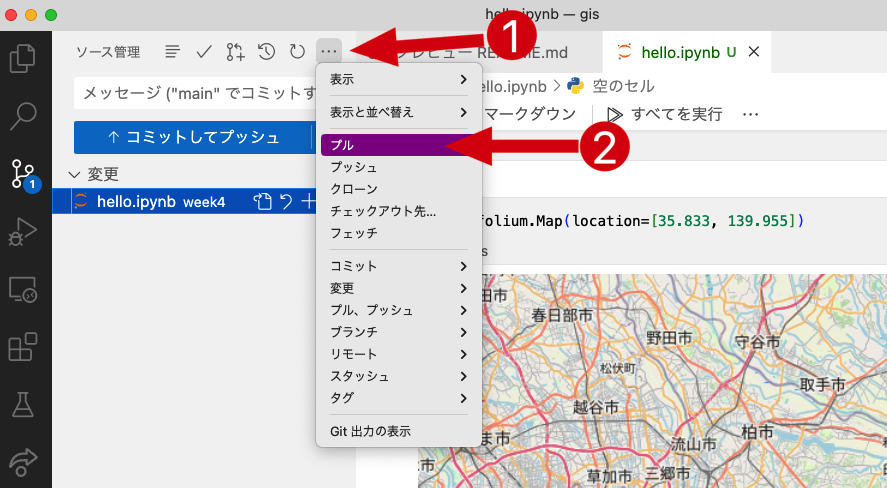 hello.ipynb — gis
ソース管理
1
プレビュー README.md
hello.ipynb U
メッセージ ("main" でコミットす
コミットしてプッシュ
変更
hello.ipynb week4
1
表示
表示と並べ替え
プル
2
プッシュ
クローン
チェックアウト先...
フェッチ
コミット
変更
プル、プッシュ
ブランチ
リモート
スタッシュ
タグ
Git 出力の表示
ello.ipynb
空のセル
マークダウン
すべてを実行
folium.Map(location=[35.833, 139.955])
s
田市
春日部市
野田市
守谷市
松伏町
取手市
越谷市
ま市
流山市
柏市
草加市
三郷市